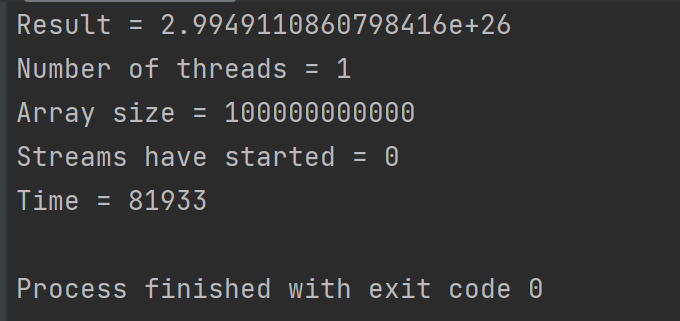 Result = 2.9949110860798416e+26
Number of threads = 1
Array size = 100000000000
Streams have started = 0
Time = 81933
Process finished with exit code 0